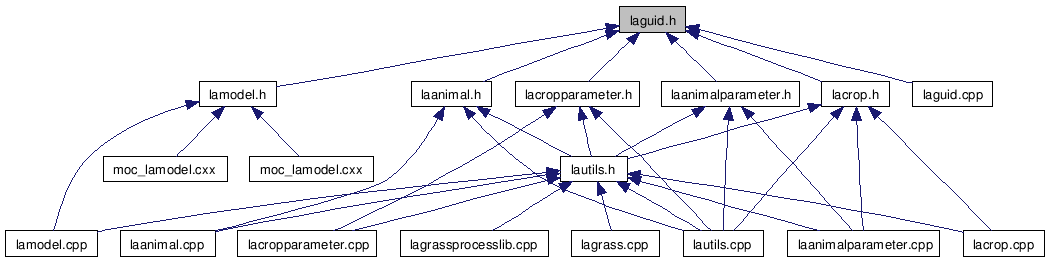 laguid.h
lamodel.h
laanimal.h
lacropparameter.h
laanimalparameter.h
lacrop.h
laguid.cpp
moc_lamodel.cxx
moc_lamodel.cxx
lautils.h
lamodel.cpp
laanimal.cpp
lacropparameter.cpp
lagrassprocesslib.cpp
lagrass.cpp
lautils.cpp
laanimalparameter.cpp
lacrop.cpp